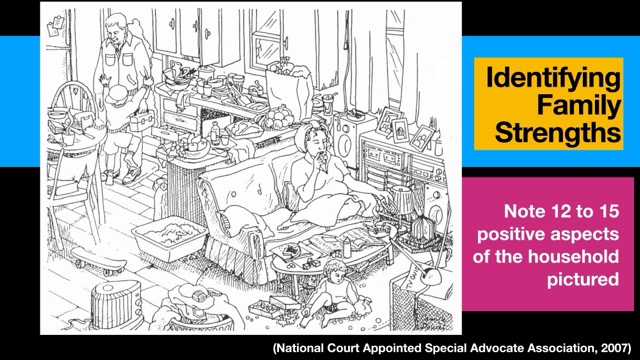 Identifying
Family
Strengths
Note 12 to 15
positive aspects
of the household
pictured
(National Court Appointed Special Advocate Association, 2007)